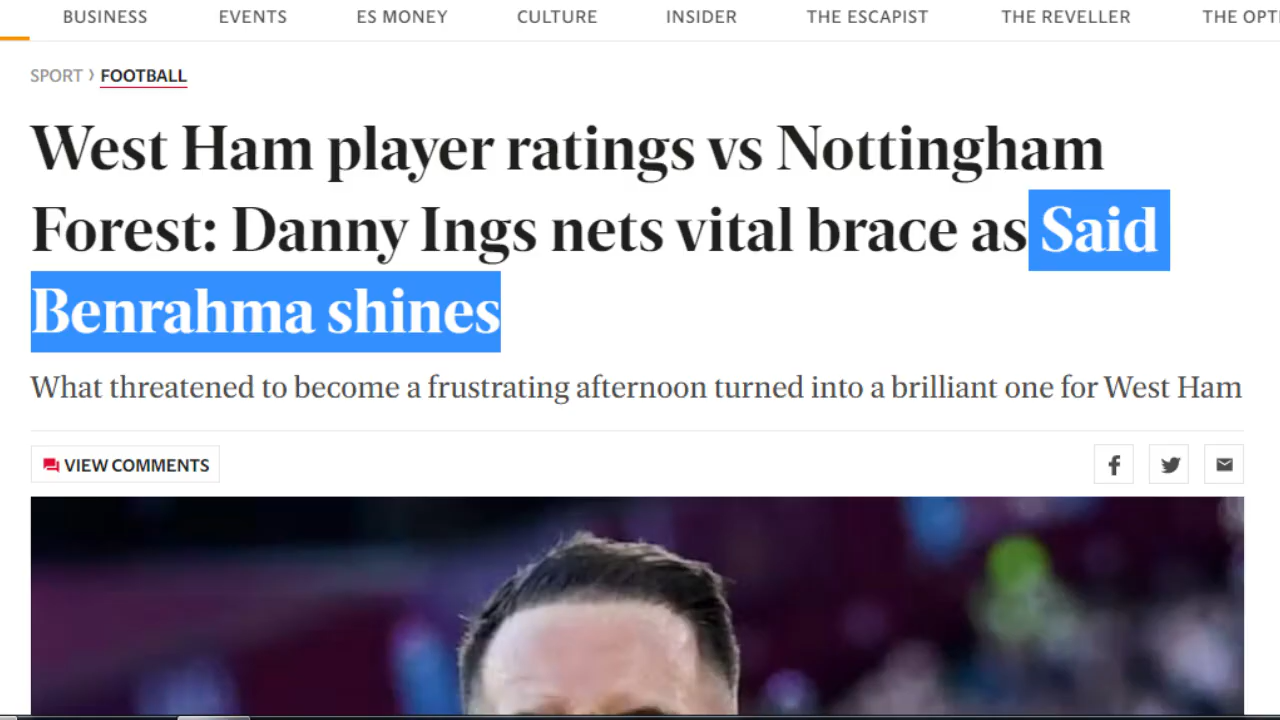 BUSINESS EVENTS ES MONEY CULTURE INSIDER THE ESCAPIST THE REVELLER THE OPTI
SPORT › FOOTBALL
West Ham player ratings vs Nottingham
Forest: Danny Ings nets vital brace as Said
Benrahma shines
What threatened to become a frustrating afternoon turned into a brilliant one for West Ham
VIEW COMMENTS